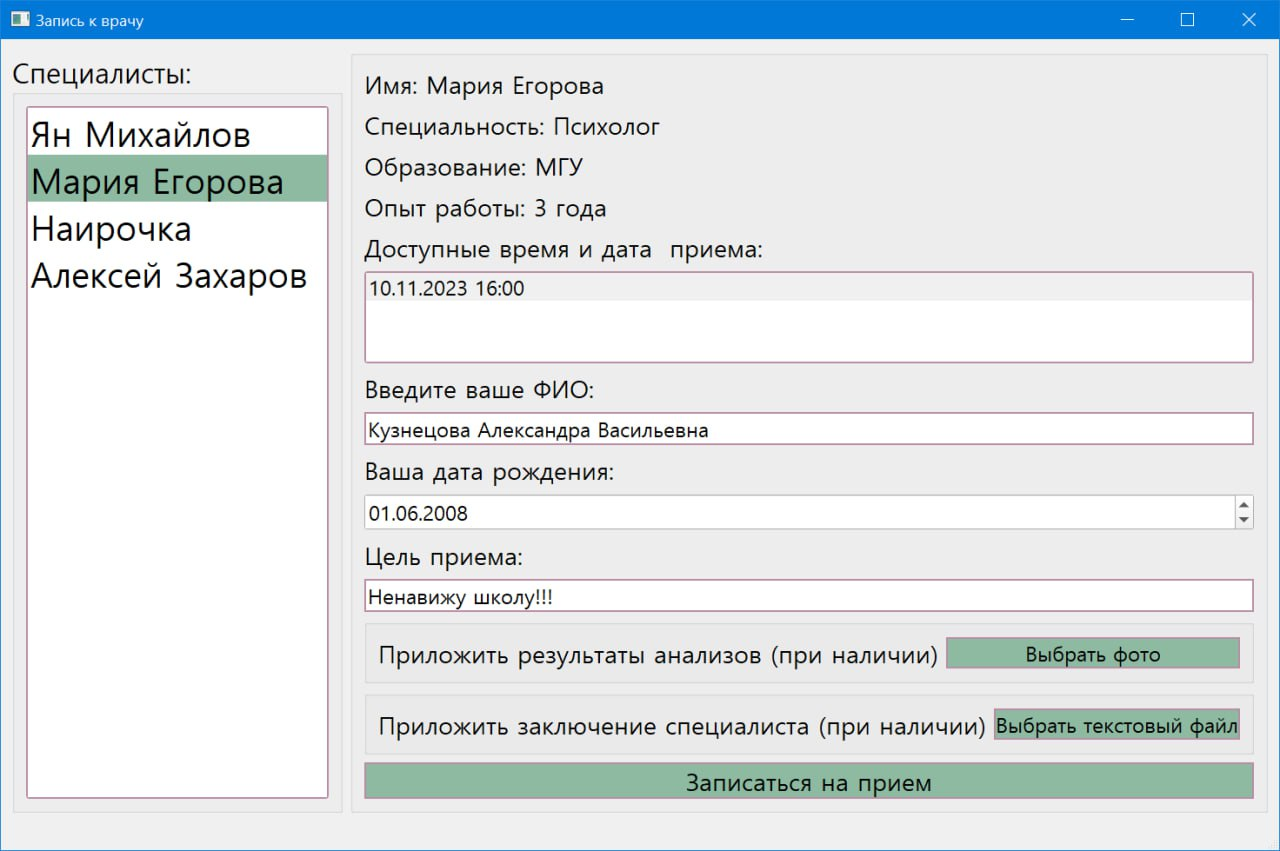 Запись к врачу
Специалисты:
Ян Михайлов
Мария Егорова
Наирочка
Алексей Захаров
Имя: Мария Егорова
Специальность: Психолог
Образование: МГУ
Опыт работы: 3 года
Доступные время и дата  приема:
10.11.2023 16:00
Введите ваше ФИО:
Кузнецова Александра Васильевна
Ваша дата рождения:
01.06.2008
Цель приема:
Ненавижу школу!!!
Приложить результаты анализов (при наличии) Выбрать фото
Приложить заключение специалиста (при наличии) Выбрать текстовый файл
Записаться на прием